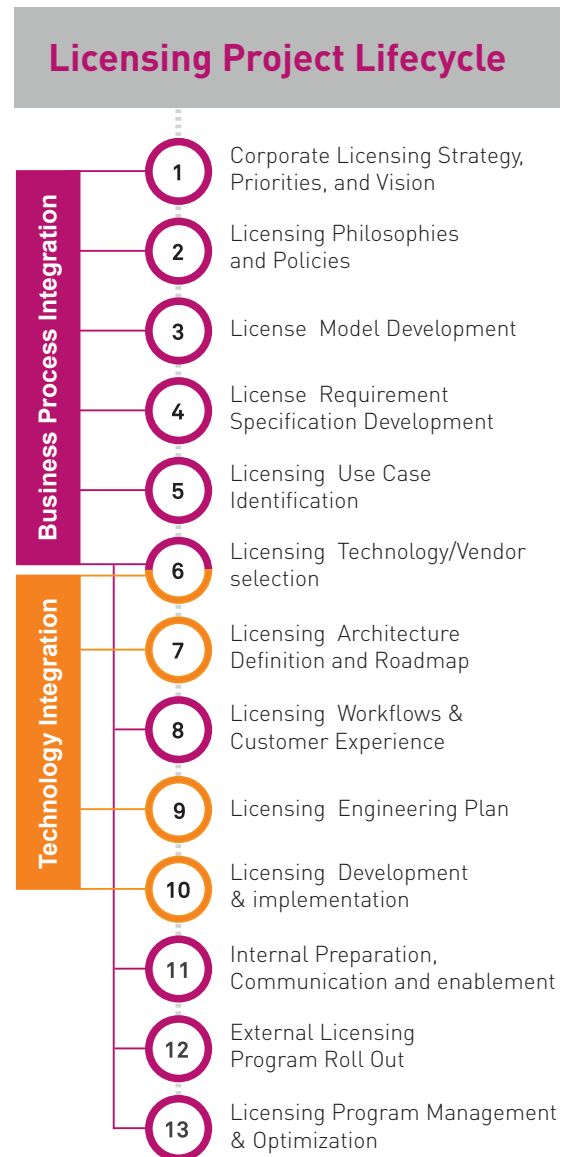 Licensing Project Lifecycle
Business Process Integration
1
Corporate Licensing Strategy,
Priorities, and Vision
2
Licensing Philosophies
and Policies
3
License Model Development
4
License Requirement
Specification Development
5
Licensing Use Case
Identification
6
Licensing Technology/Vendor
selection
Technology Integration
7
Licensing Architecture
Definition and Roadmap
8
Licensing Workflows &
Customer Experience
9
Licensing Engineering Plan
10
Licensing Development
& implementation
11
Internal Preparation,
Communication and enablement
12
External Licensing
Program Roll Out
13
Licensing Program Management
& Optimization